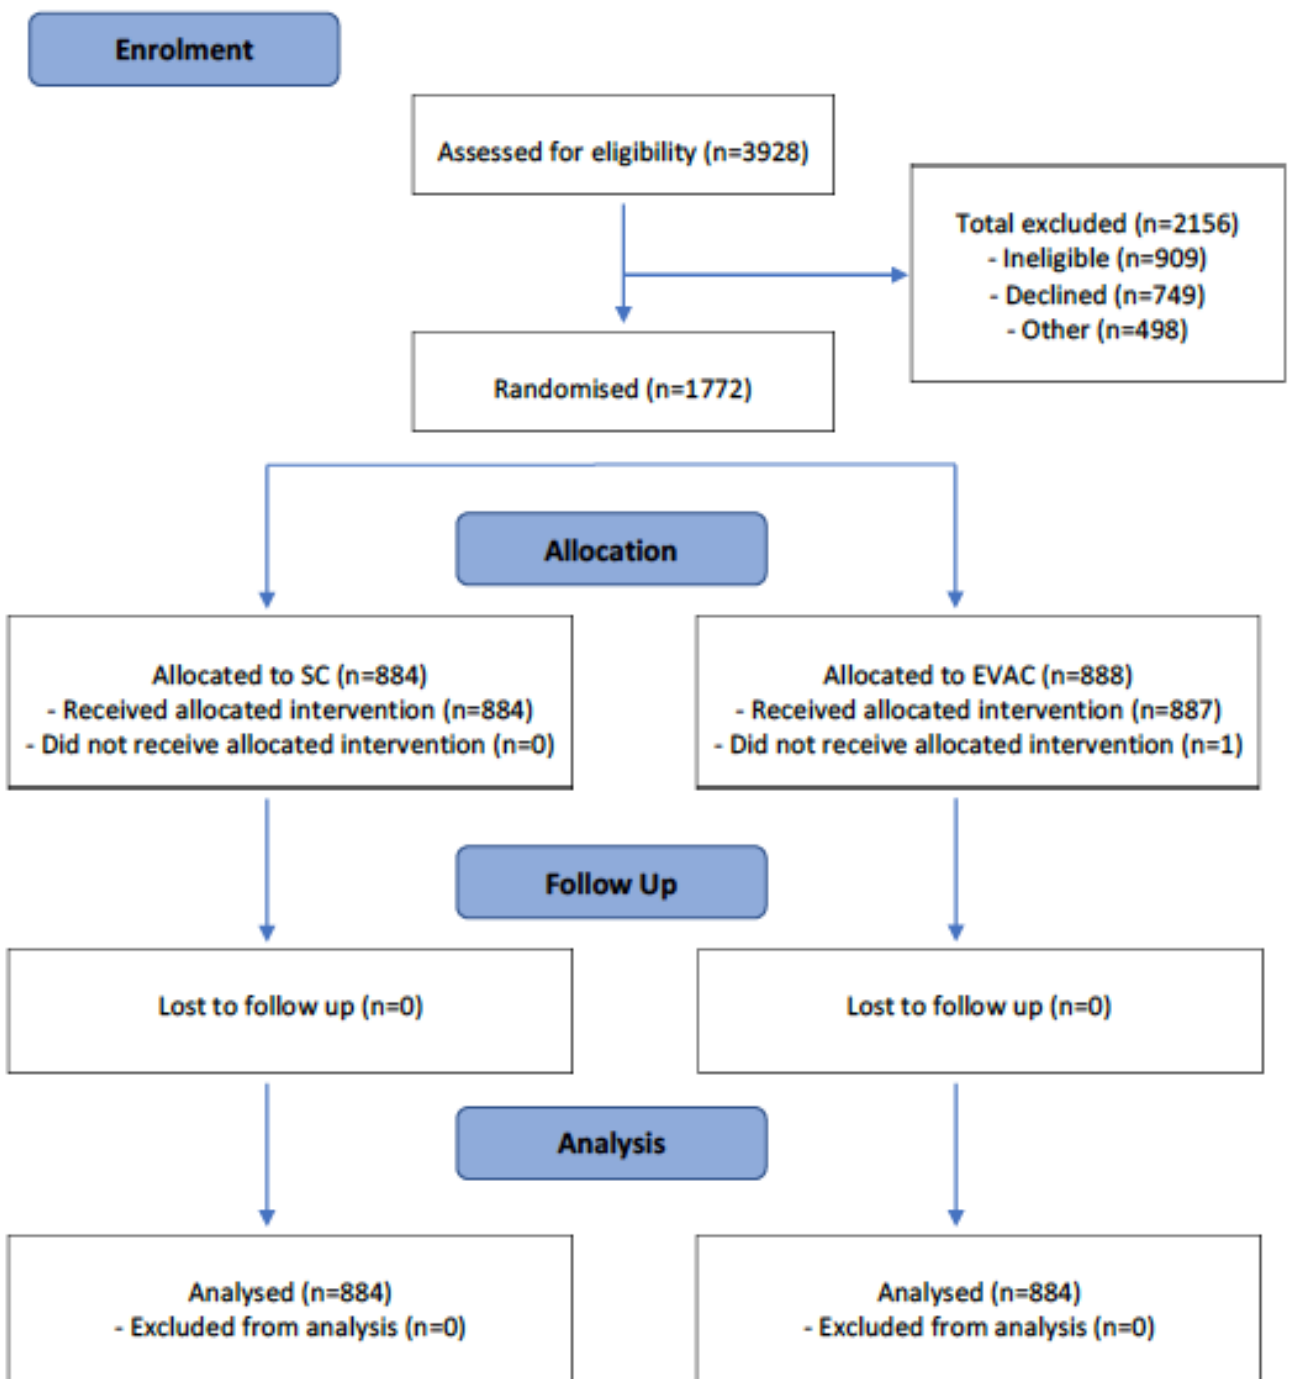 Enrolment
Assessed for eligibility (n=3928)
Total excluded (n=2156)
- Ineligible (n=909)
- Declined (n=749)
- Other (n=498)
Randomised (n=1772)
Allocation
Allocated to SC (n=884)
- Received allocated intervention (n=884)
- Did not receive allocated intervention (n=0)
Allocated to EVAC (n=888)
- Received allocated intervention (n=887)
- Did not receive allocated intervention (n=1)
Follow Up
Lost to follow up (n=0)
Lost to follow up (n=0)
Analysis
Analysed (n=884)
- Excluded from analysis (n=0)
Analysed (n=884)
- Excluded from analysis (n=0)